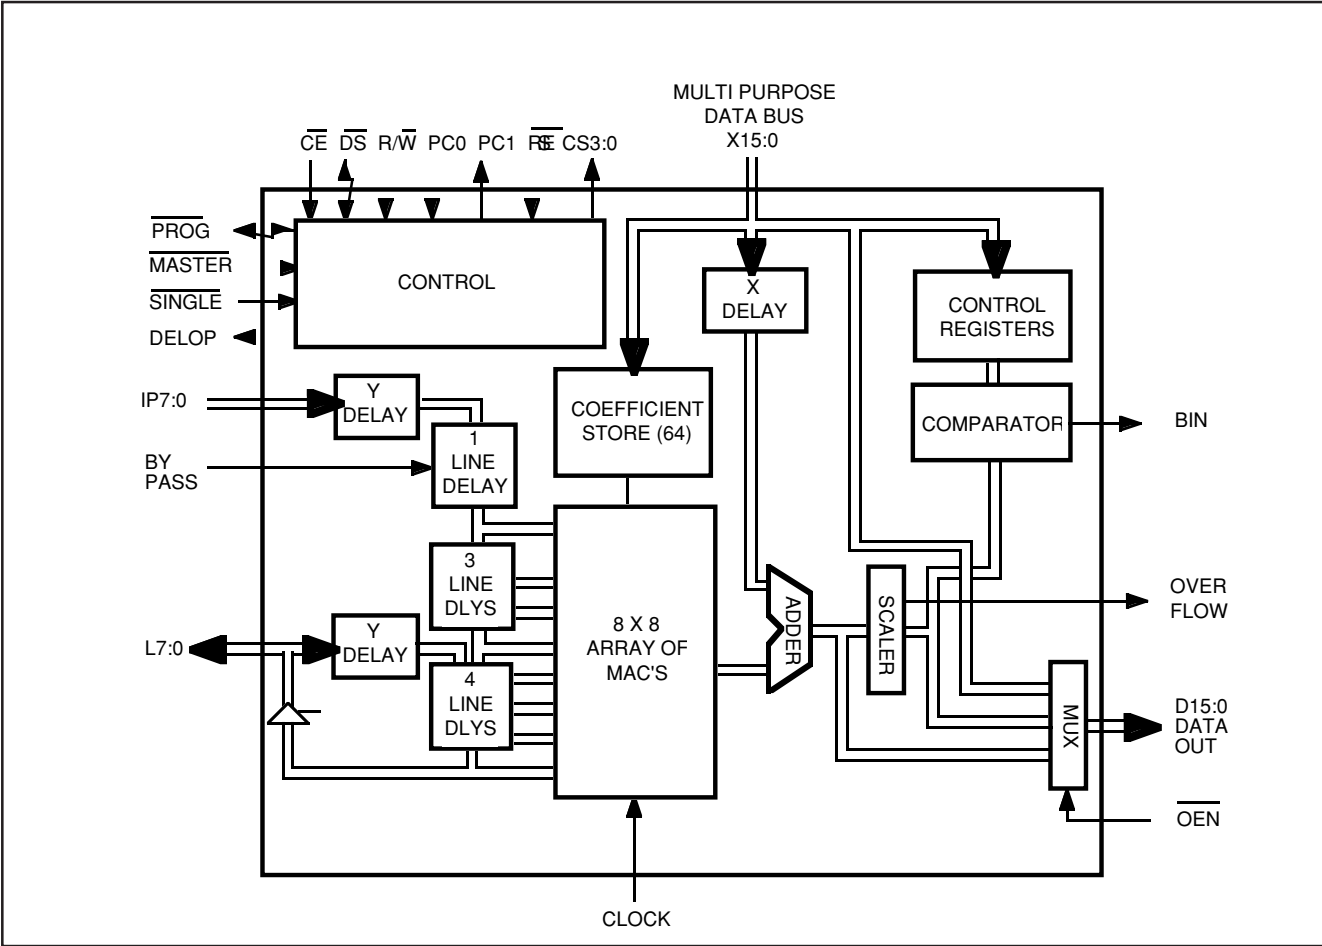 MULTI PURPOSE
DATA BUS
X15:0
CE DS R/W PC0 PC1 RES CS3:0
PROG
MASTER
SINGLE
DELOP
CONTROL
X
DELAY
CONTROL
REGISTERS
IP7:0
Y
DELAY
COEFFICIENT
STORE (64)
COMPARATOR
BIN
BY
PASS
1
LINE
DELAY
3
LINE
DLYS
8 X 8
ARRAY OF
MAC'S
ADDER
SCALER
OVER
FLOW
L7:0
Y
DELAY
4
LINE
DLYS
MUX
D15:0
DATA
OUT
OEN
CLOCK